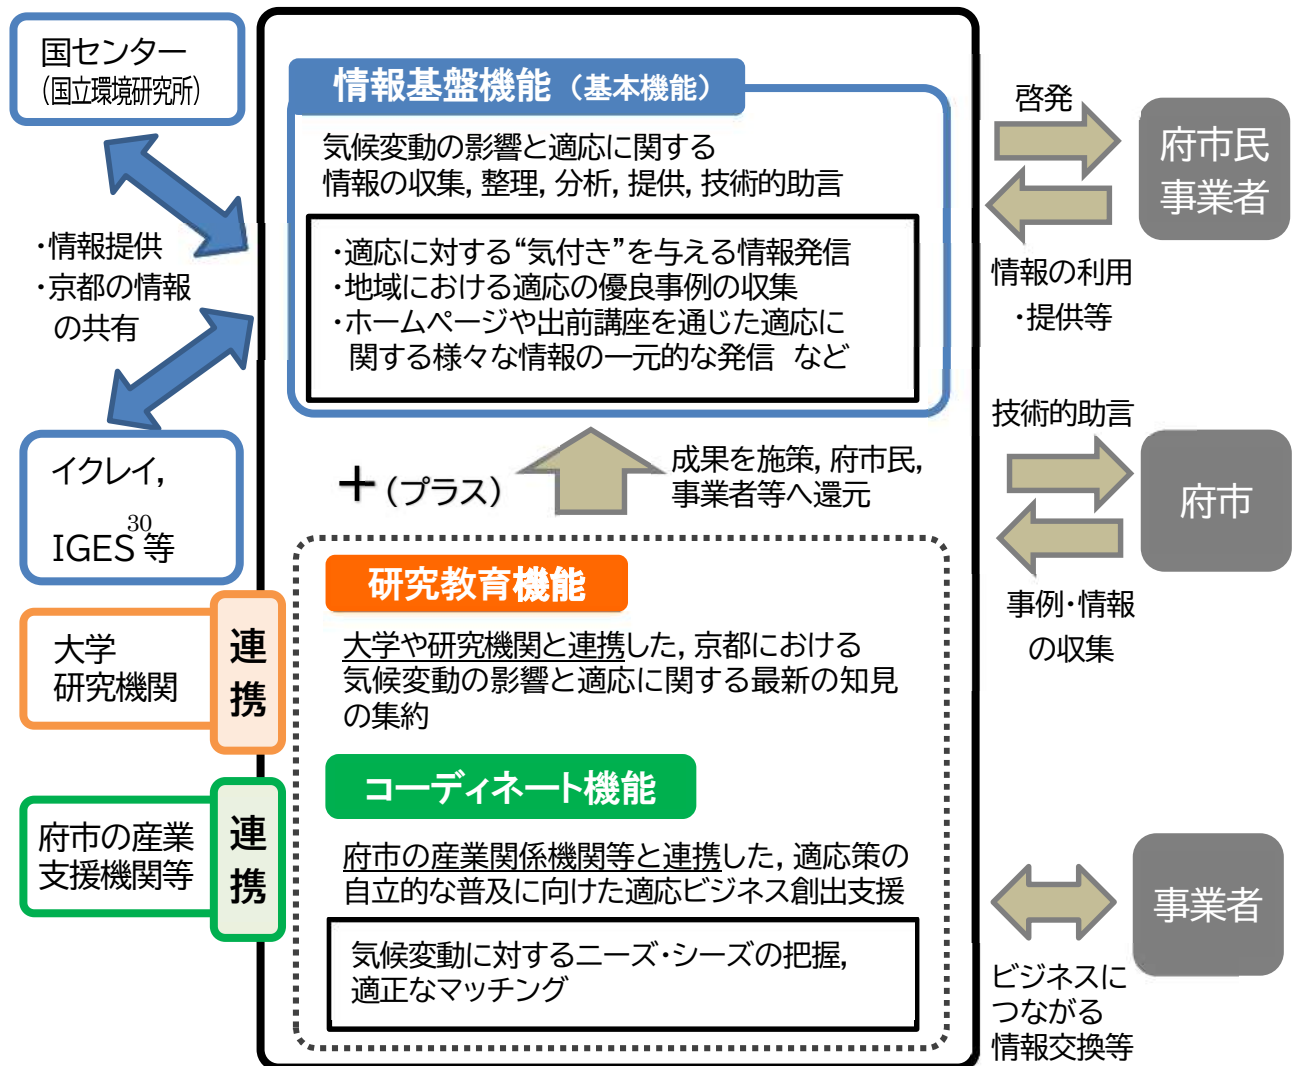 国センター
(国立環境研究所)
・情報提供
・京都の情報
の共有
イクレイ,
IGES30等
大学
研究機関
連
携
府市の産業
支援機関等
連
携
情報基盤機能（基本機能）
気候変動の影響と適応に関する
情報の収集, 整理, 分析, 提供, 技術的助言
・適応に対する“気付き”を与える情報発信
・地域における適応の優良事例の収集
・ホームページや出前講座を通じた適応に
関する様々な情報の一元的な発信 など
＋（プラス）
成果を施策, 府市民,
事業者等へ還元
研究教育機能
大学や研究機関と連携した, 京都における
気候変動の影響と適応に関する最新の知見
の集約
コーディネート機能
府市の産業関係機関等と連携した, 適応策の
自立的な普及に向けた適応ビジネス創出支援
気候変動に対するニーズ・シーズの把握,
適正なマッチング
啓発
府市民
事業者
情報の利用
・提供等
技術的助言
府市
事例・情報
の収集
事業者
ビジネスに
つながる
情報交換等